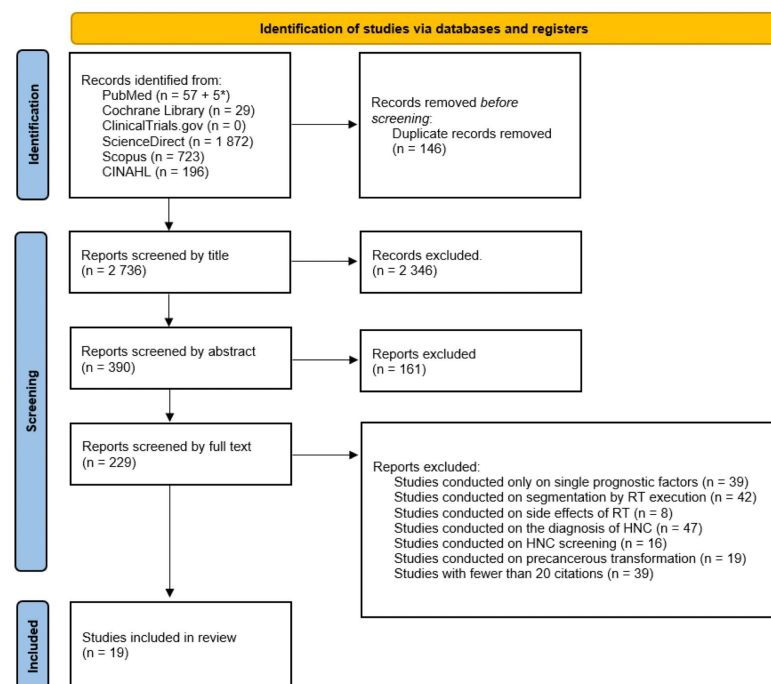 Identification of studies via databases and registers
Identification
Records identified from:
PubMed (n = 57 + 5*)
Cochrane Library (n = 29)
ClinicalTrials.gov (n = 0)
ScienceDirect (n = 1 872)
Scopus (n = 723)
CINAHL (n = 196)
Records removed before
screening:
Duplicate records removed
(n = 146)
Screening
Reports screened by title
(n = 2 736)
Records excluded.
(n = 2 346)
Reports screened by abstract
(n = 390)
Reports excluded
(n = 161)
Reports screened by full text
(n = 229)
Reports excluded:
Studies conducted only on single prognostic factors (n = 39)
Studies conducted on segmentation by RT execution (n = 42)
Studies conducted on side effects of RT (n = 8)
Studies conducted on the diagnosis of HNC (n = 47)
Studies conducted on HNC screening (n = 16)
Studies conducted on precancerous transformation (n = 19)
Studies with fewer than 20 citations (n = 39)
Included
Studies included in review
(n = 19)